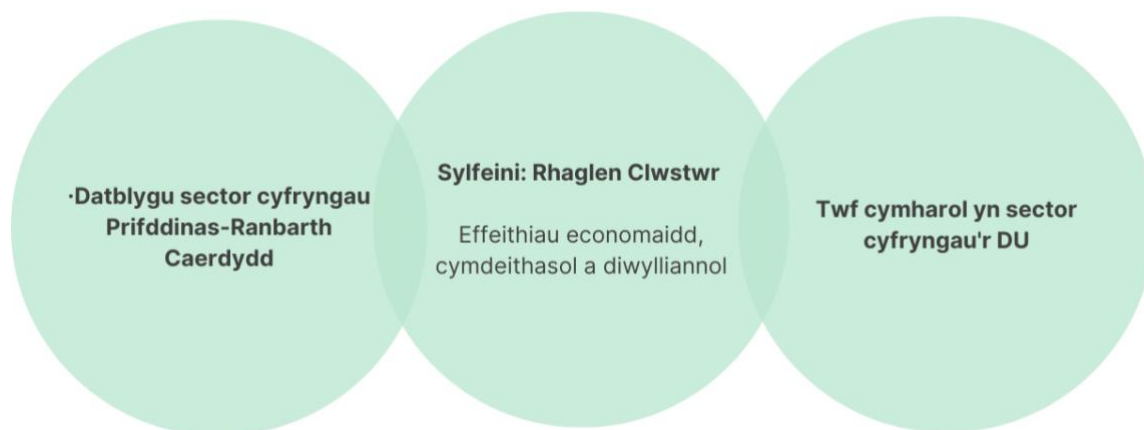 ·Datblygu sector cyfryngau
Prifddinas-Ranbarth
Caerdydd
Sylfeini: Rhaglen Clwstwr
Effeithiau economaidd,
cymdeithasol a diwylliannol
Twf cymharol yn sector
cyfryngau'r DU